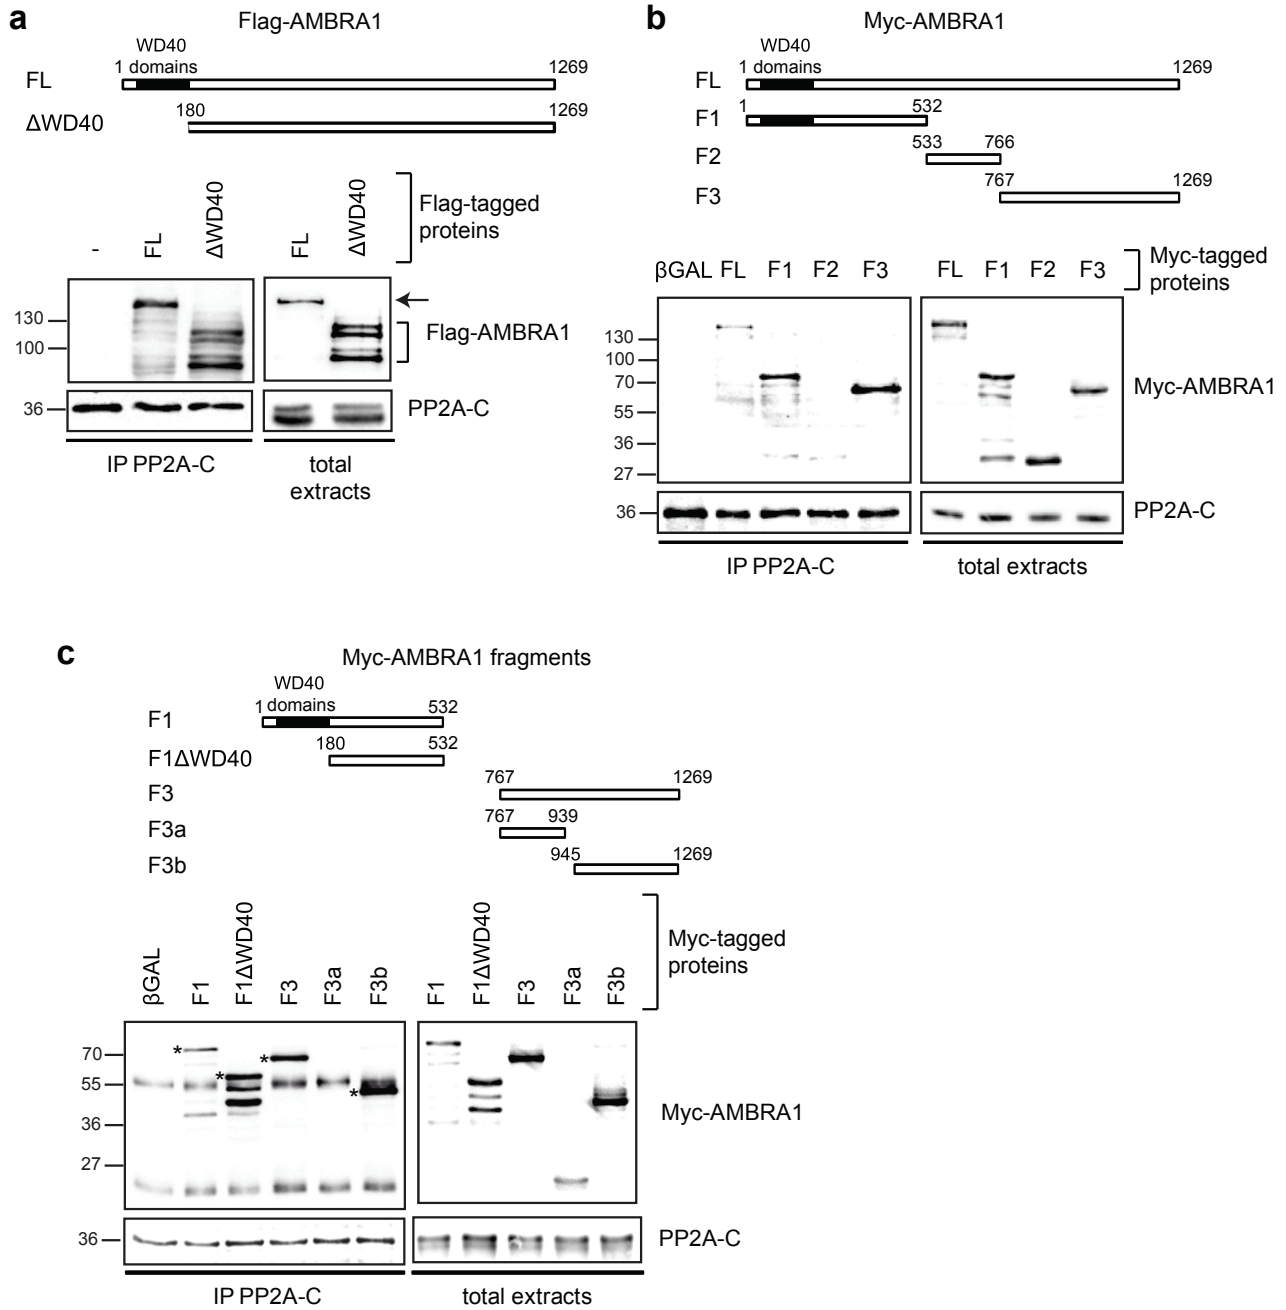 a
Flag-AMBRA1
WD40
1 domains
1269
FL
180
1269
ΔWD40
-
FL
ΔWD40
FL
ΔWD40
Flag-tagged
proteins
130
100
Flag-AMBRA1
36
PP2A-C
IP PP2A-C
total
extracts
b
Myc-AMBRA1
WD40
1 domains
1269
FL
1
532
F1
533
766
F2
767
1269
F3
βGAL FL F1 F2 F3
FL F1 F2 F3
Myc-tagged
proteins
130
100
70
55
36
27
Myc-AMBRA1
36
PP2A-C
IP PP2A-C
total extracts
c
Myc-AMBRA1 fragments
WD40
1 domains
532
F1
180
532
F1ΔWD40
767
1269
F3
767
939
F3a
945
1269
F3b
βGAL
F1
F1ΔWD40
F3
F3a
F3b
F1
F1ΔWD40
F3
F3a
F3b
Myc-tagged
proteins
70
55
36
27
*
*
*
*
Myc-AMBRA1
36
PP2A-C
IP PP2A-C
total extracts